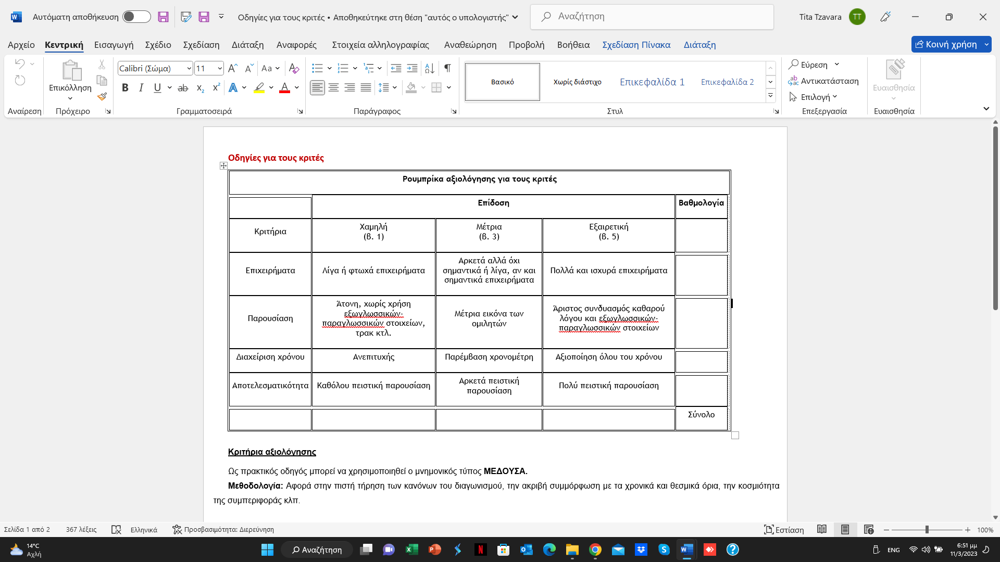 Αυτόματη αποθήκευση
Οδηγίες για τους κριτές • Αποθηκεύτηκε στη θέση "αυτός ο υπολογιστής"
Αναζήτηση
Tita Tzavara
TT
Αρχείο Κεντρική Εισαγωγή Σχέδιο Σχεδίαση Διάταξη Αναφορές Στοιχεία αλληλογραφίας Αναθεώρηση Προβολή Βοήθεια Σχεδίαση Πίνακα Διάταξη
Κοινή χρήση
Επικόλληση
Calibri (Σώμα) 11
Βασικό
Χωρίς διάστιχο
Επικεφαλίδα 1
Επικεφαλίδα 2
Εύρεση
Αντικατάσταση
Επιλογή
Ευαισθησία
Αναίρεση Πρόχειρο Γραμματοσειρά Παράγραφος Στυλ Επεξεργασία Ευαισθησία
Οδηγίες για τους κριτές
Ρουμπρίκα αξιολόγησης για τους κριτές
Επίδοση Βαθμολογία
Κριτήρια
Χαμηλή
(β. 1)
Μέτρια
(β. 3)
Εξαιρετική
(β. 5)
Επιχειρήματα
Λίγα ή φτωχά επιχειρήματα
Αρκετά αλλά όχι
σημαντικά ή λίγα, αν και
σημαντικά επιχειρήματα
Πολλά και ισχυρά επιχειρήματα
Παρουσίαση
Άτονη, χωρίς χρήση
εξωγλωσσικών-
παραγλωσσικών στοιχείων,
τρακ κτλ.
Μέτρια εικόνα των
ομιλητών
Άριστος συνδυασμός καθαρού
λόγου και εξωγλωσσικών-
παραγλωσσικών στοιχείων
Διαχείριση χρόνου
Ανεπιτυχής
Παρέμβαση χρονομέτρη
Αξιοποίηση όλου του χρόνου
Αποτελεσματικότητα
Καθόλου πειστική παρουσίαση
Αρκετά πειστική
παρουσίαση
Πολύ πειστική παρουσίαση
Σύνολο
Κριτήρια αξιολόγησης
Ως πρακτικός οδηγός μπορεί να χρησιμοποιηθεί ο μνημονικός τύπος ΜΕΔΟΥΣΑ.
Μεθοδολογία: Αφορά στην πιστή τήρηση των κανόνων του διαγωνισμού, την ακριβή συμμόρφωση με τα χρονικά και θεσμικά όρια, την κοσμιότητα
της συμπεριφοράς κλπ.
Σελίδα 1 από 2
367 λέξεις
Ελληνικά
Προσβασιμότητα: Διερεύνηση
Εστίαση
100%
14°C
Αχλή
Αναζήτηση
ENG
6:51 μμ
11/3/2023